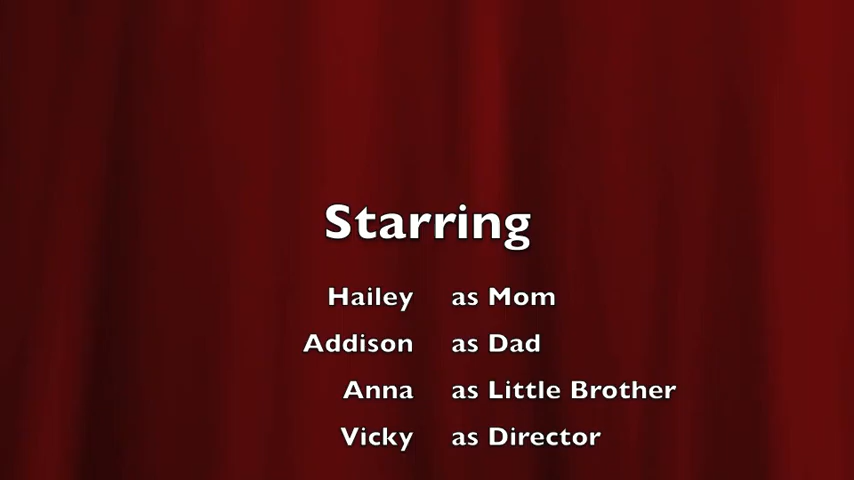 Starring
Hailey as Mom
Addison as Dad
Anna as Little Brother
Vicky as Director